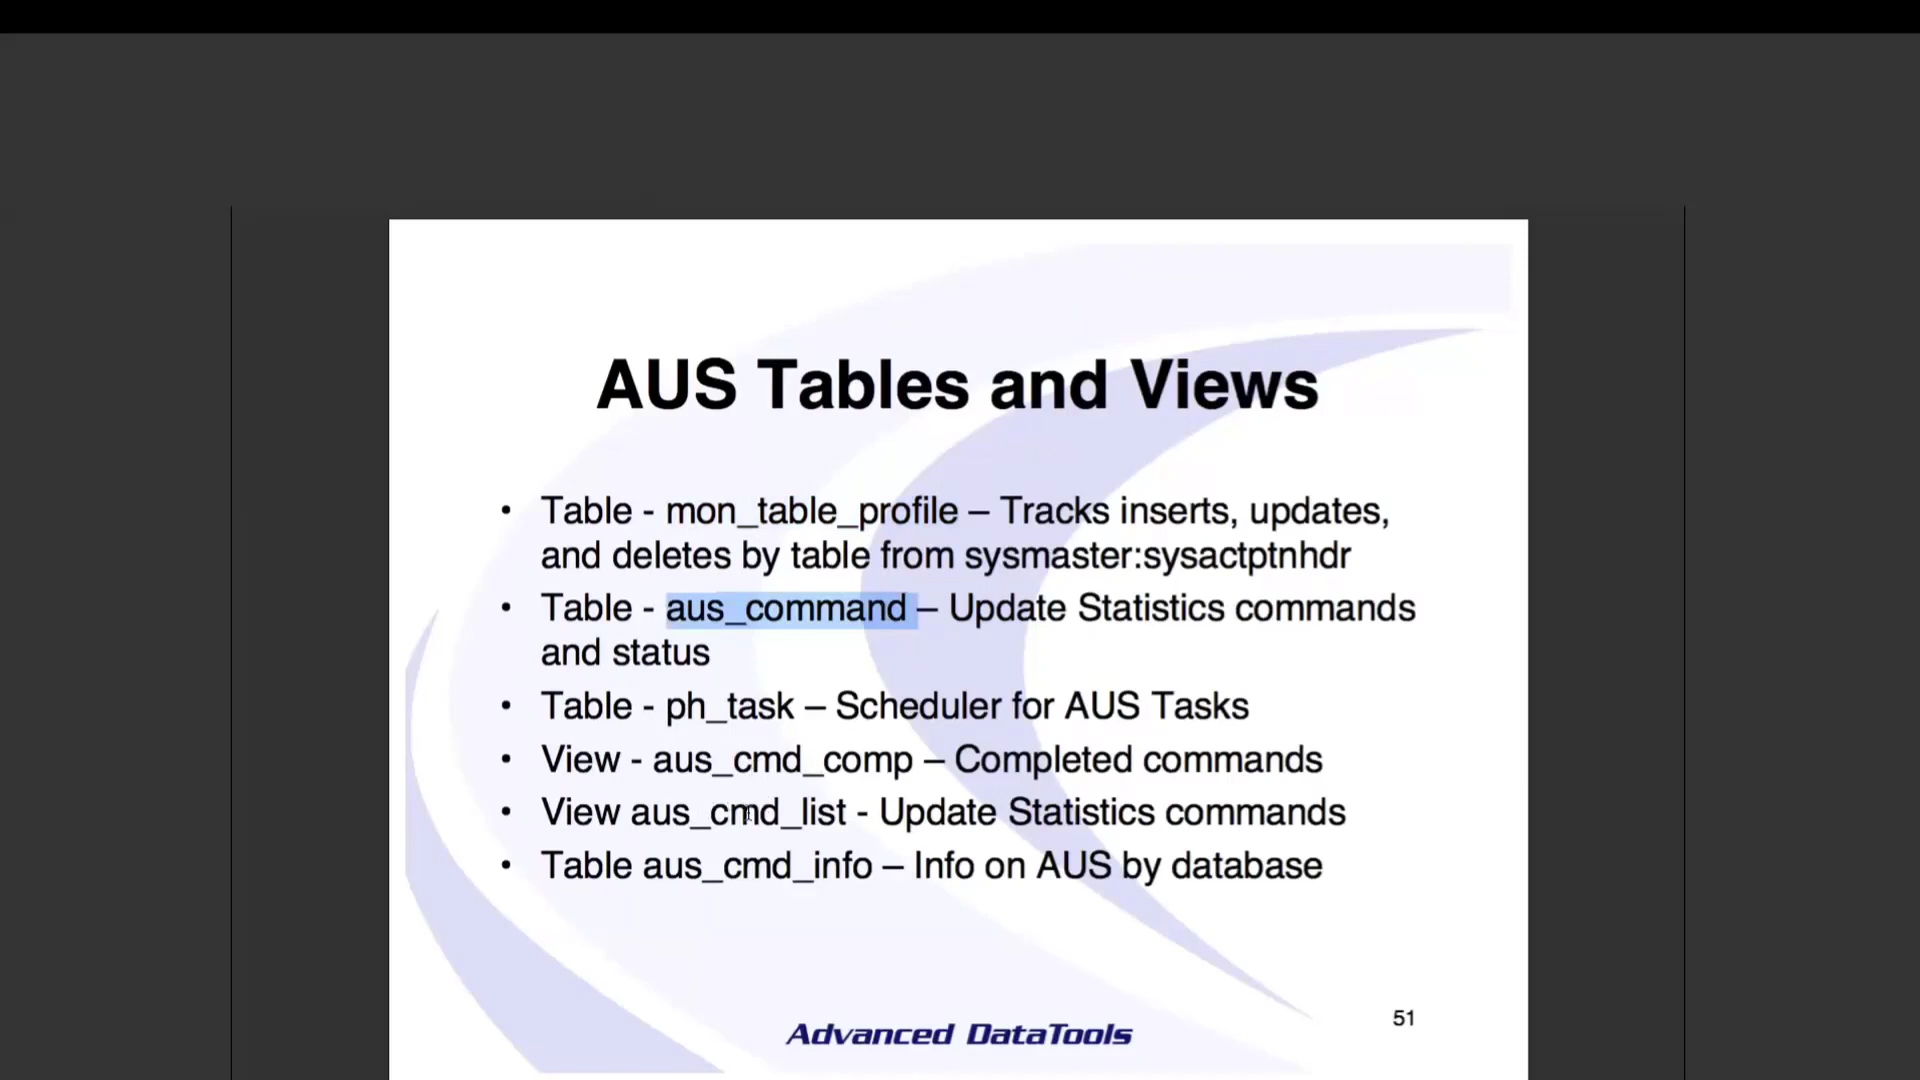 AUS Tables and Views
• Table - mon_table_profile – Tracks inserts, updates,
and deletes by table from sysmaster:sysactptnhdr
• Table - aus_command – Update Statistics commands
and status
• Table - ph_task – Scheduler for AUS Tasks
• View - aus_cmd_comp – Completed commands
• View aus_cmd_list - Update Statistics commands
• Table aus_cmd_info – Info on AUS by database
Advanced DataTools
51